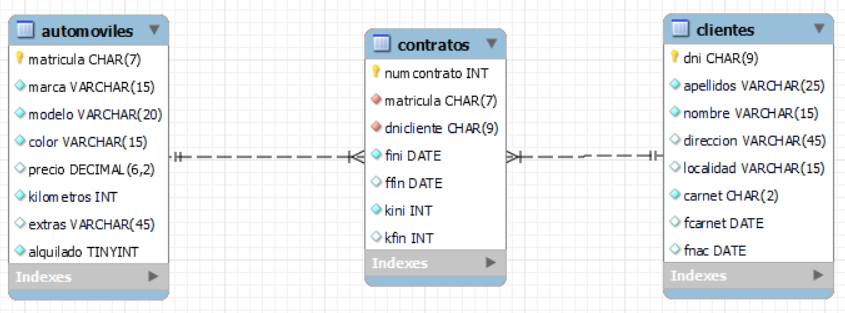 automoviles
matricula CHAR(7)
marca VARCHAR(15)
modelo VARCHAR(20)
color VARCHAR(15)
precio DECIMAL(6,2)
kilometros INT
extras VARCHAR(45)
alquilado TINYINT
Indexes
contratos
numcontrato INT
matricula CHAR(7)
dnicliente CHAR(9)
fini DATE
ffin DATE
kini INT
kfin INT
Indexes
clientes
dni CHAR(9)
apellidos VARCHAR(25)
nombre VARCHAR(15)
direccion VARCHAR(45)
localidad VARCHAR(15)
carnet CHAR(2)
fcarnet DATE
fnac DATE
Indexes